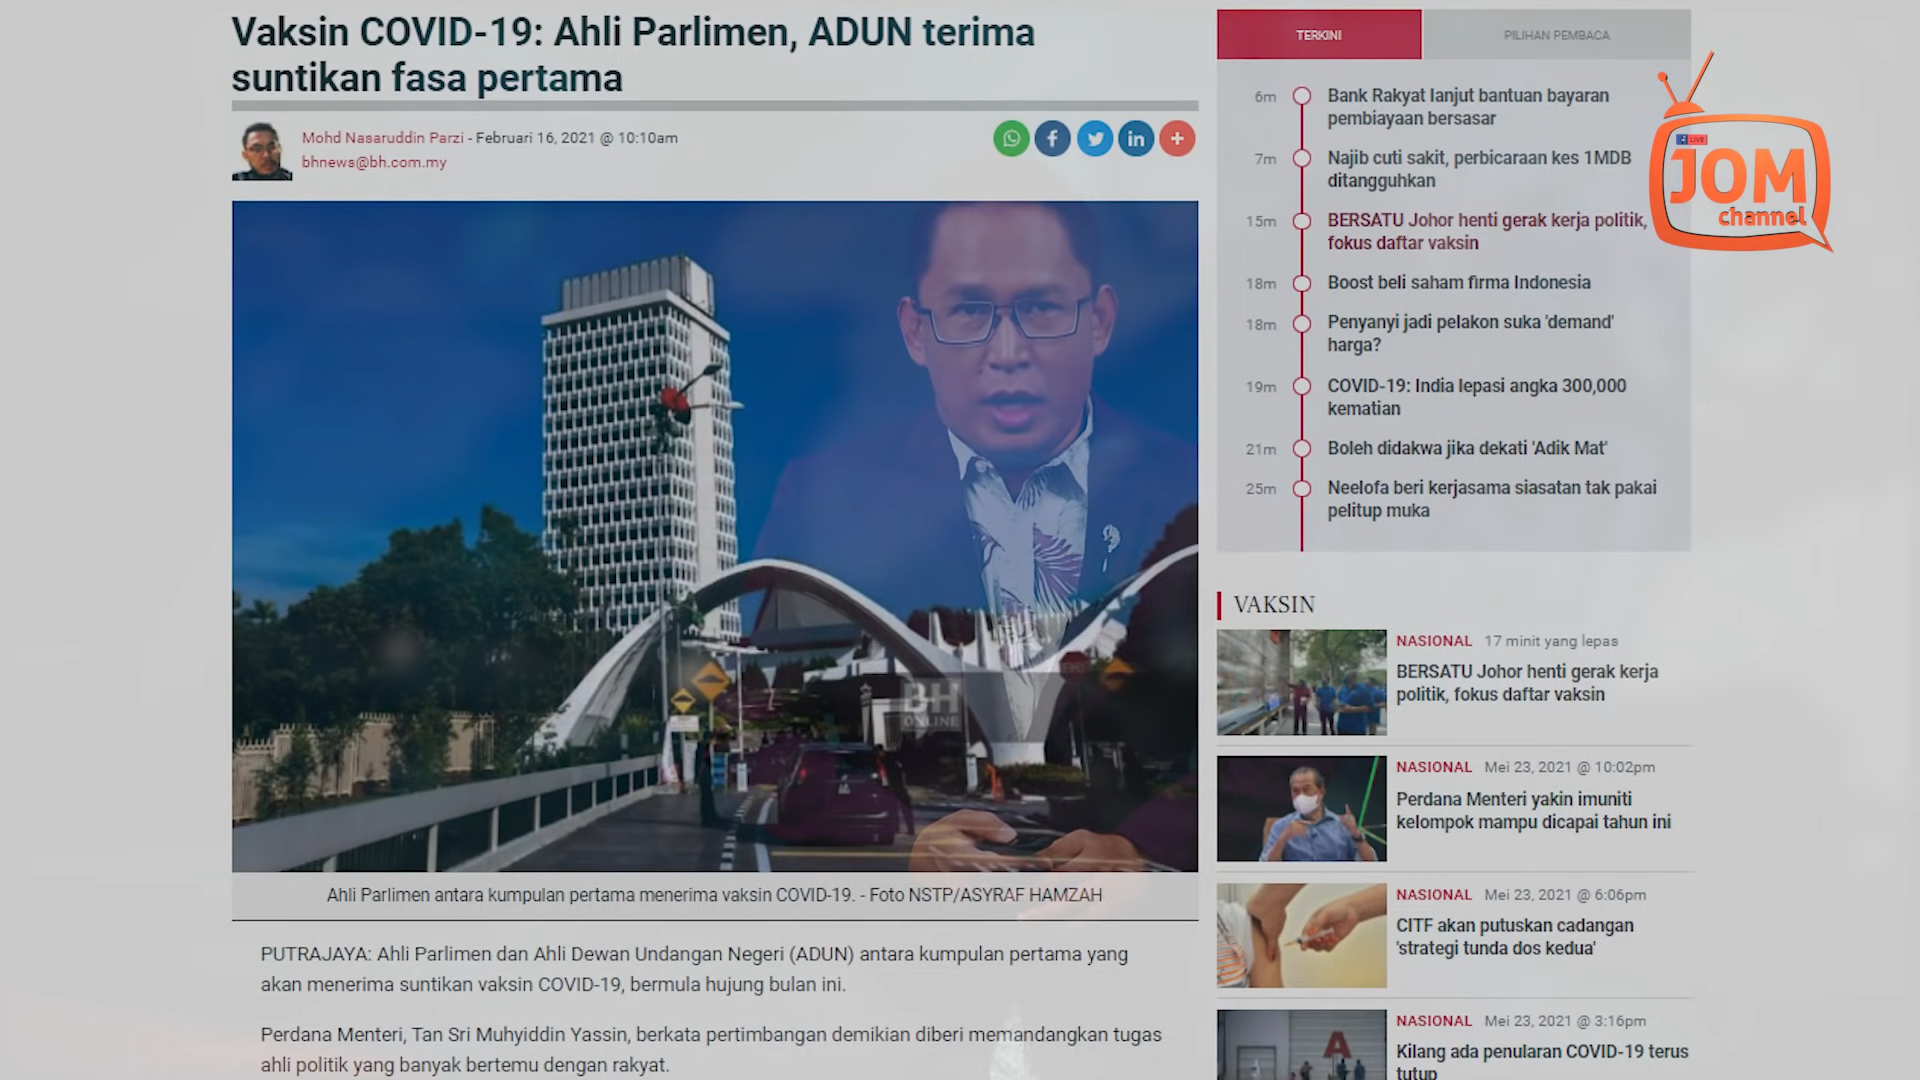 Vaksin COVID-19: Ahli Parlimen, ADUN terima
suntikan fasa pertama
Mohd Nasaruddin Parzi - Februari 16, 2021 @ 10:10am
bhnews@bh.com.my
BH
ONLINE
Ahli Parlimen antara kumpulan pertama menerima vaksin COVID-19. - Foto NSTP/ASYRAF HAMZAH
PUTRAJAYA: Ahli Parlimen dan Ahli Dewan Undangan Negeri (ADUN) antara kumpulan pertama yang
akan menerima suntikan vaksin COVID-19, bermula hujung bulan ini.
Perdana Menteri, Tan Sri Muhyiddin Yassin, berkata pertimbangan demikian diberi memandangkan tugas
ahli politik yang banyak bertemu dengan rakyat.
TERKINI
PILIHAN PEMBACA
6m Bank Rakyat lanjut bantuan bayaran
pembiayaan bersasar
7m Najib cuti sakit, perbicaraan kes 1MDB
ditangguhkan
15m BERSATU Johor henti gerak kerja politik,
fokus daftar vaksin
18m Boost beli saham firma Indonesia
18m Penyanyi jadi pelakon suka 'demand'
harga?
19m COVID-19: India lepasi angka 300,000
kematian
21m Boleh didakwa jika dekati 'Adik Mat'
25m Neelofa beri kerjasama siasatan tak pakai
pelitup muka
LIVE
JOM
channel
VAKSIN
NASIONAL 17 minit yang lepas
BERSATU Johor henti gerak kerja
politik, fokus daftar vaksin
NASIONAL Mei 23, 2021 @ 10:02pm
Perdana Menteri yakin imuniti
kelompok mampu dicapai tahun ini
NASIONAL Mei 23, 2021 @ 6:06pm
CITF akan putuskan cadangan
'strategi tunda dos kedua'
NASIONAL Mei 23, 2021 @ 3:16pm
Kilang ada penularan COVID-19 terus
tutup